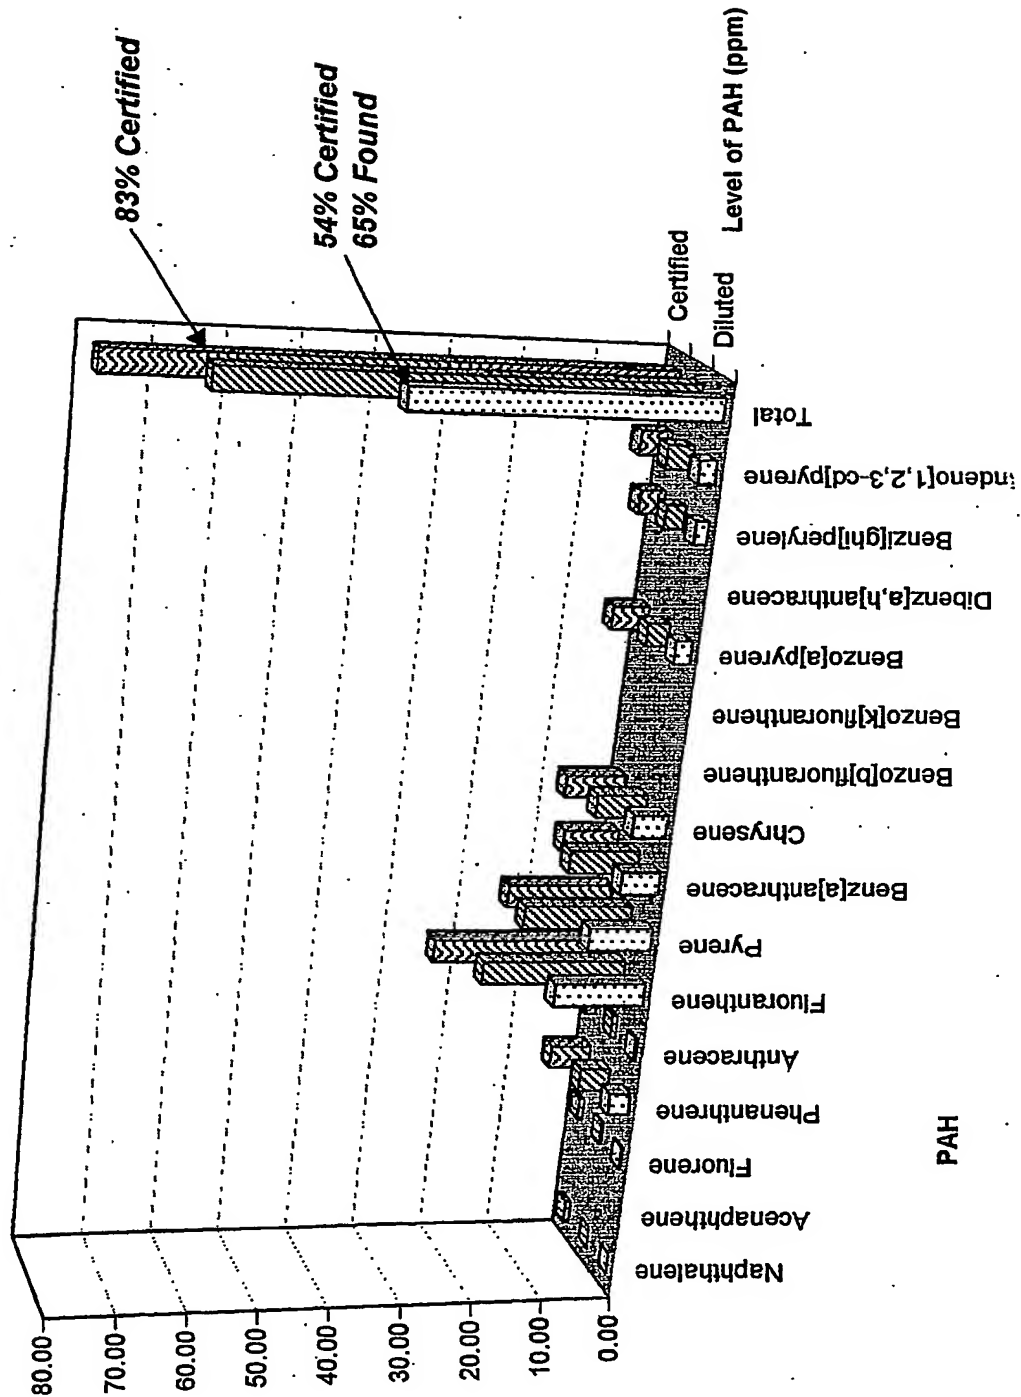 80.00
70.00
60.00
50.00
40.00
30.00
20.00
10.00
0.00
83% Certified
54% Certified
65% Found
Certified
Diluted
Level of PAH (ppm)
Naphthalene
Acenaphthene
Fluorene
Phenanthrene
Anthracene
Fluoranthene
Pyrene
Benz[a]anthracene
Chrysene
Benzo[b]fluoranthene
Benzo[k]fluoranthene
Benzo[a]pyrene
Dibenz[a,h]anthracene
Benzi[ghi]perylene
ndeno[1,2,3-cd]pyrene
Total
PAH